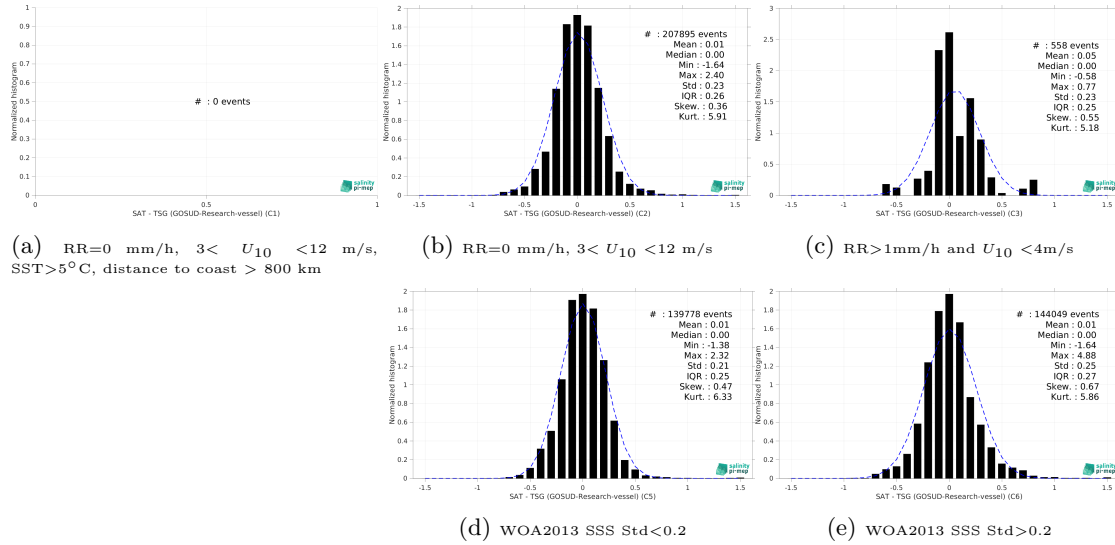 1
0.9
0.8
0.7
0.6
0.5
0.4
0.3
0.2
0.1
0
0
0.5
1
Normalized histogram
# : 0 events
salinity
pi-mep
SAT - TSG (GOSUD-Research-vessel) (C1)
(a) RR=0 mm/h, 3< U10 <12 m/s,
SST>5°C, distance to coast > 800 km
2
1.8
1.6
1.4
1.2
1
0.8
0.6
0.4
0.2
0
-1.5
-1
-0.5
0
0.5
1
1.5
Normalized histogram
# : 207895 events
Mean : 0.01
Median : 0.00
Min : -1.64
Max : 2.40
Std : 0.23
IQR : 0.26
Skew. : 0.36
Kurt. : 5.91
salinity
pi-mep
SAT - TSG (GOSUD-Research-vessel) (C2)
(b) RR=0 mm/h, 3< U10 <12 m/s
3
2.5
2
1.5
1
0.5
0
-1.5
-1
-0.5
0
0.5
1
1.5
Normalized histogram
# : 558 events
Mean : 0.05
Median : 0.00
Min : -0.58
Max : 0.77
Std : 0.23
IQR : 0.25
Skew. : 0.55
Kurt. : 5.18
salinity
pi-mep
SAT - TSG (GOSUD-Research-vessel) (C3)
(c) RR>1mm/h and U10 <4m/s
2
1.8
1.6
1.4
1.2
1
0.8
0.6
0.4
0.2
0
-1.5
-1
-0.5
0
0.5
1
1.5
Normalized histogram
# : 139778 events
Mean : 0.01
Median : 0.00
Min : -1.38
Max : 2.32
Std : 0.21
IQR : 0.25
Skew. : 0.47
Kurt. : 6.33
salinity
pi-mep
SAT - TSG (GOSUD-Research-vessel) (C5)
(d) WOA2013 SSS Std<0.2
2
1.8
1.6
1.4
1.2
1
0.8
0.6
0.4
0.2
0
-1.5
-1
-0.5
0
0.5
1
1.5
Normalized histogram
# : 144049 events
Mean : 0.01
Median : 0.00
Min : -1.64
Max : 4.88
Std : 0.25
IQR : 0.27
Skew. : 0.67
Kurt. : 5.86
salinity
pi-mep
SAT - TSG (GOSUD-Research-vessel) (C6)
(e) WOA2013 SSS Std>0.2